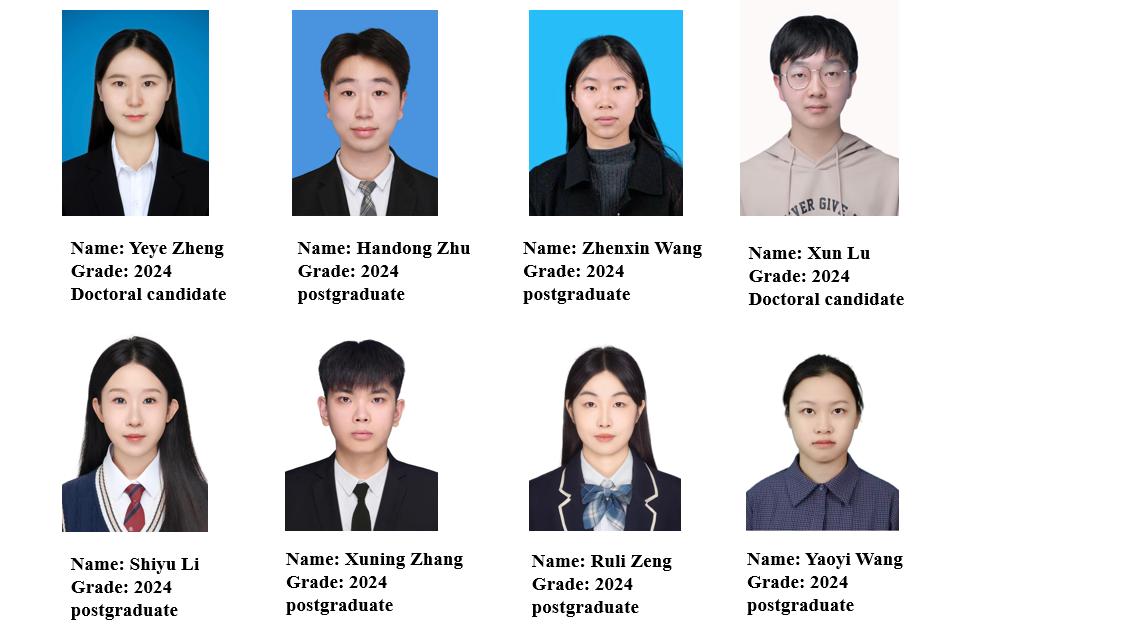 VER GIVE
Name: Yeye Zheng
Grade: 2024
Doctoral candidate
Name: Handong Zhu
Grade: 2024
postgraduate
Name: Zhenxin Wang
Grade: 2024
postgraduate
Name: Xun Lu
Grade: 2024
Doctoral candidate
Name: Shiyu Li
Grade: 2024
postgraduate
Name: Xuning Zhang
Grade: 2024
postgraduate
Name: Ruli Zeng
Grade: 2024
postgraduate
Name: Yaoyi Wang
Grade: 2024
postgraduate